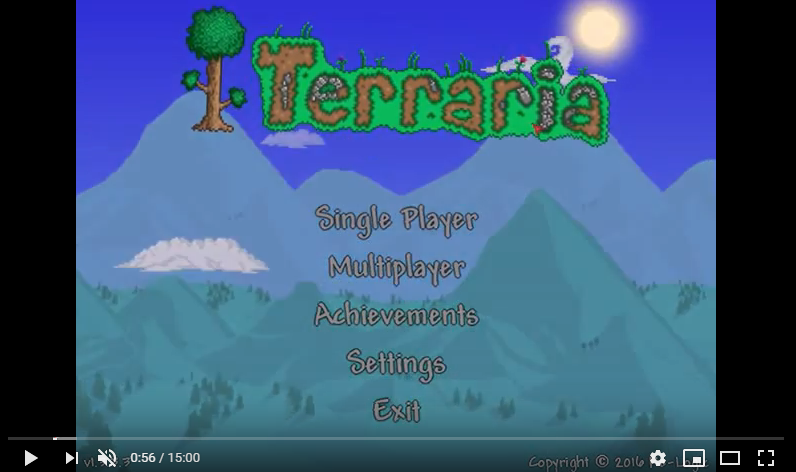 Terraria
Single Player
Multiplayer
Achievements
Settings
Exit
0:56 / 15:00
Copyright © 2016